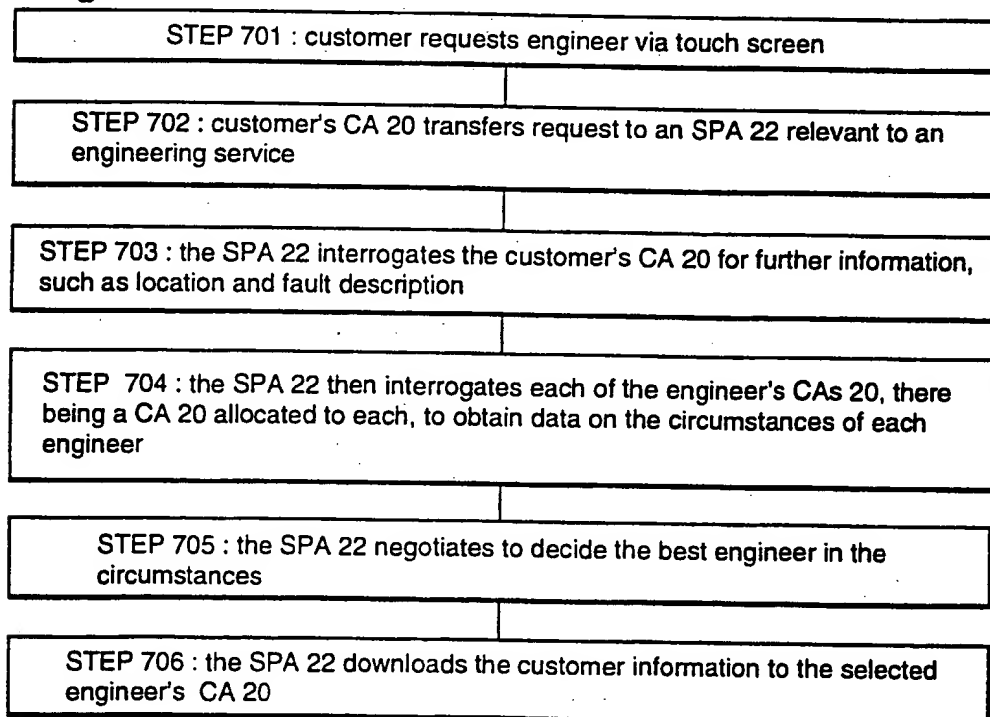 STEP 701 : customer requests engineer via touch screen
STEP 702 : customer's CA 20 transfers request to an SPA 22 relevant to an
engineering service
STEP 703 : the SPA 22 interrogates the customer's CA 20 for further information,
such as location and fault description
STEP 704 : the SPA 22 then interrogates each of the engineer's CAs 20, there
being a CA 20 allocated to each, to obtain data on the circumstances of each
engineer
STEP 705 : the SPA 22 negotiates to decide the best engineer in the
circumstances
STEP 706 : the SPA 22 downloads the customer information to the selected
engineer's CA 20